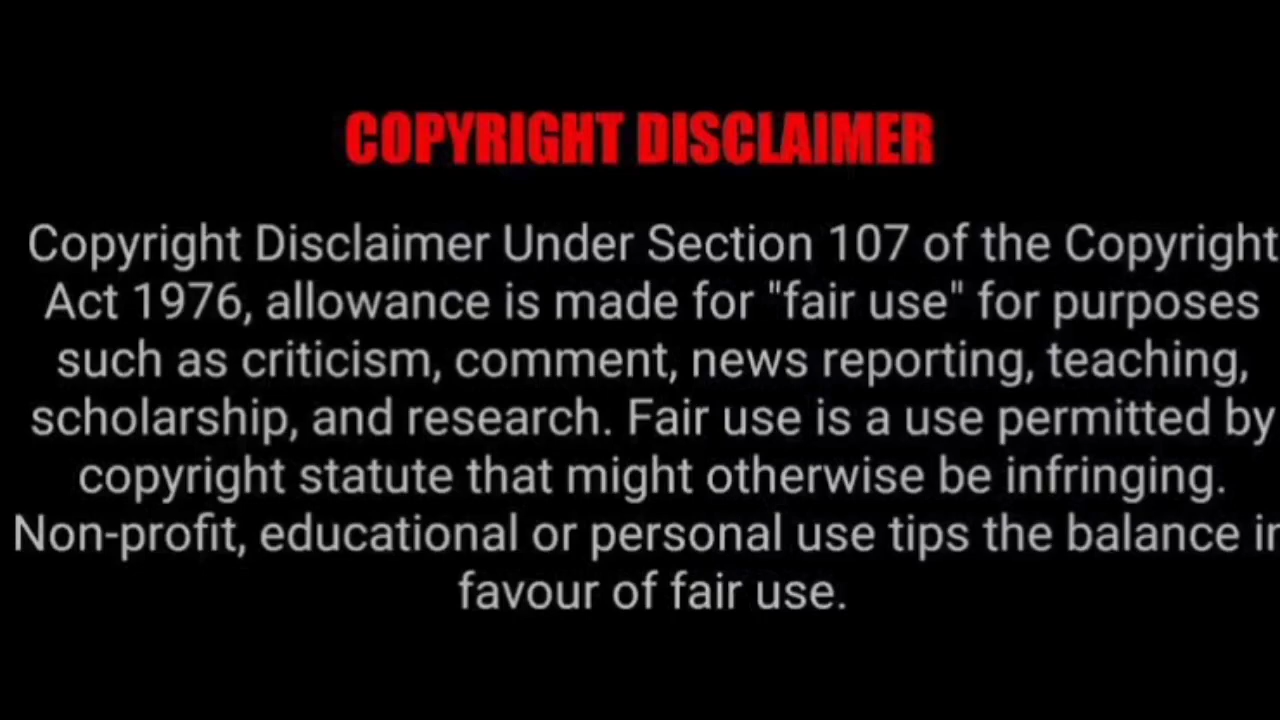 COPYRIGHT DISCLAIMER
Copyright Disclaimer Under Section 107 of the Copyright
Act 1976, allowance is made for "fair use" for purposes
such as criticism, comment, news reporting, teaching,
scholarship, and research. Fair use is a use permitted by
copyright statute that might otherwise be infringing.
Non-profit, educational or personal use tips the balance in
favour of fair use.